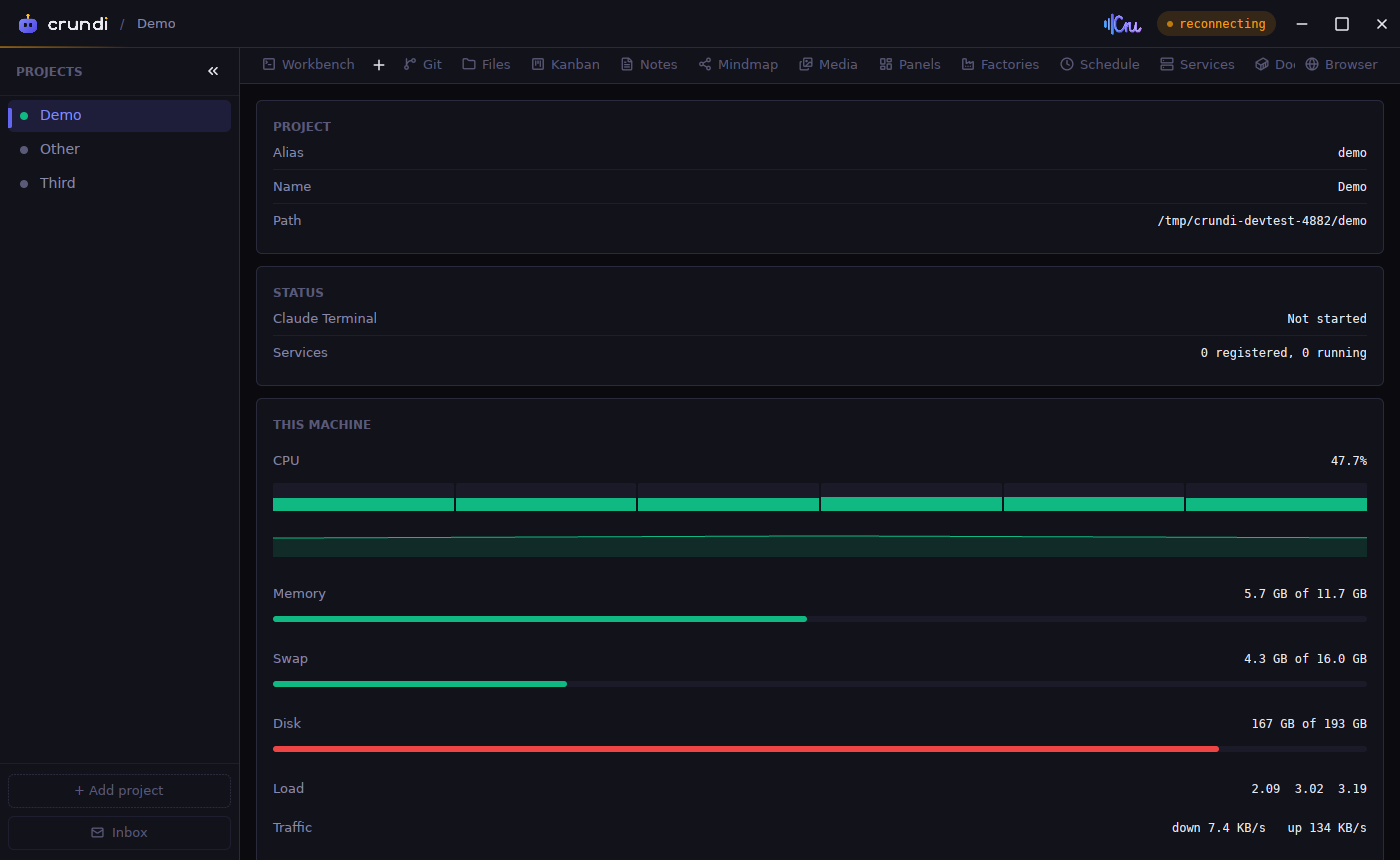 crundi / Demo
Cru
reconnecting
PROJECTS
Workbench
Git
Files
Kanban
Notes
Mindmap
Media
Panels
Factories
Schedule
Services
Browser
Demo
Other
Third
+ Add project
Inbox
PROJECT
Alias demo
Name Demo
Path /tmp/crundi-devtest-4882/demo
STATUS
Claude Terminal Not started
Services 0 registered, 0 running
THIS MACHINE
CPU 47.7%
Memory 5.7 GB of 11.7 GB
Swap 4.3 GB of 16.0 GB
Disk 167 GB of 193 GB
Load 2.09 3.02 3.19
Traffic down 7.4 KB/s up 134 KB/s